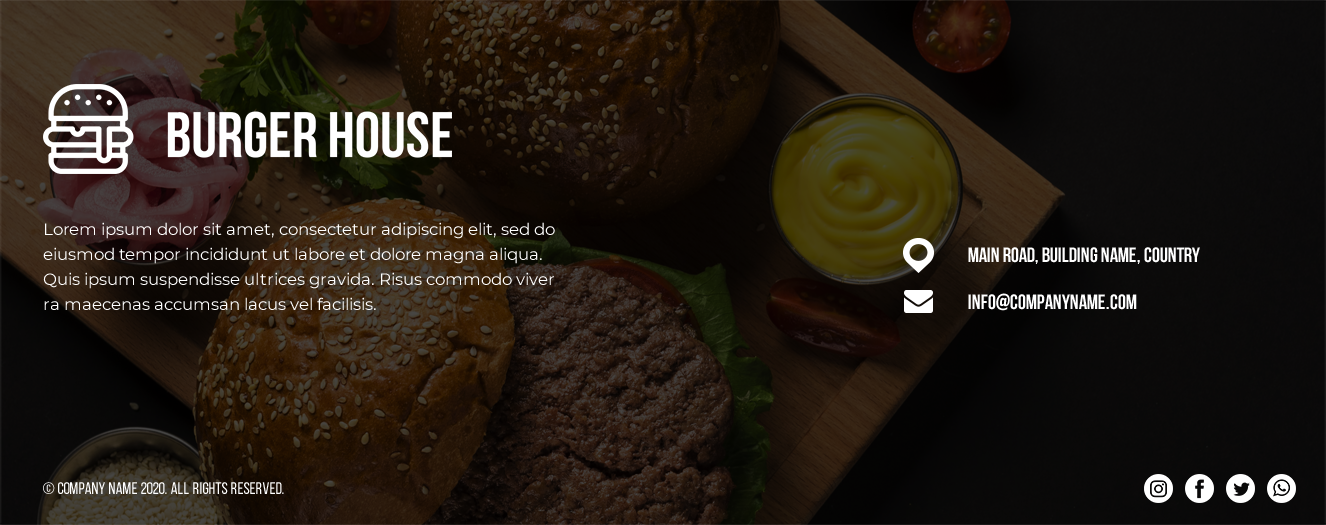 BURGER HOUSE
Lorem ipsum dolor sit amet, consectetur adipiscing elit, sed do
eiusmod tempor incididunt ut labore et dolore magna aliqua.
Quis ipsum suspendisse ultrices gravida. Risus commodo viver
ra maecenas accumsan lacus vel facilisis.
MAIN ROAD, BUILDING NAME, COUNTRY
INFO@COMPANYNAME.COM
© COMPANY NAME 2020. ALL RIGHTS RESERVED.